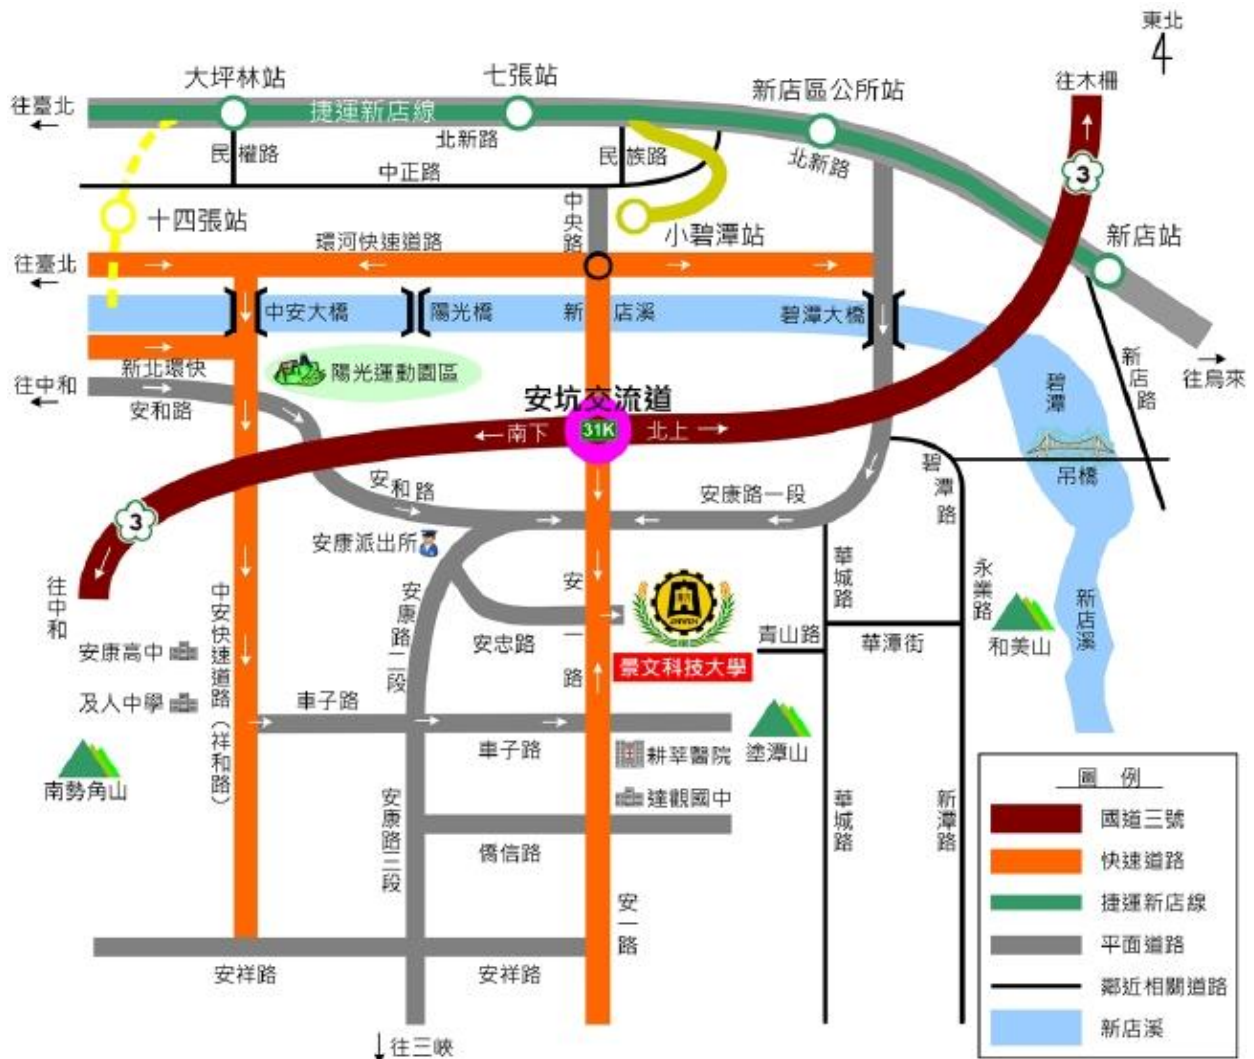 東北
往木柵
大坪林站
七張站
新店區公所站
往臺北
捷運新店線
北新路
民權路
民族路
北新路
3
中正路
十四張站
中央路
小碧潭站
新店站
環河快速道路
往臺北
中安大橋
陽光橋
新店溪
碧潭大橋
新北環快
陽光運動園區
往中和
安和路
安坑交流道
碧潭
新店路
往烏來
南下
31K
北上
碧潭路
吊橋
安和路
安康路一段
3
安康派出所
往中和
中安快速道路（祥和路）
安康路二段
安一路
華城路
永業路
新店溪
安忠路
青山路
華潭街
和美山
安康高中
景文科技大學
及人中學
車子路
車子路
耕莘醫院
塗潭山
南勢角山
達觀國中
安康路三段
華城路
新潭路
僑信路
安一路
安祥路
安祥路
往三峽
圖例
國道三號
快速道路
捷運新店線
平面道路
鄰近相關道路
新店溪